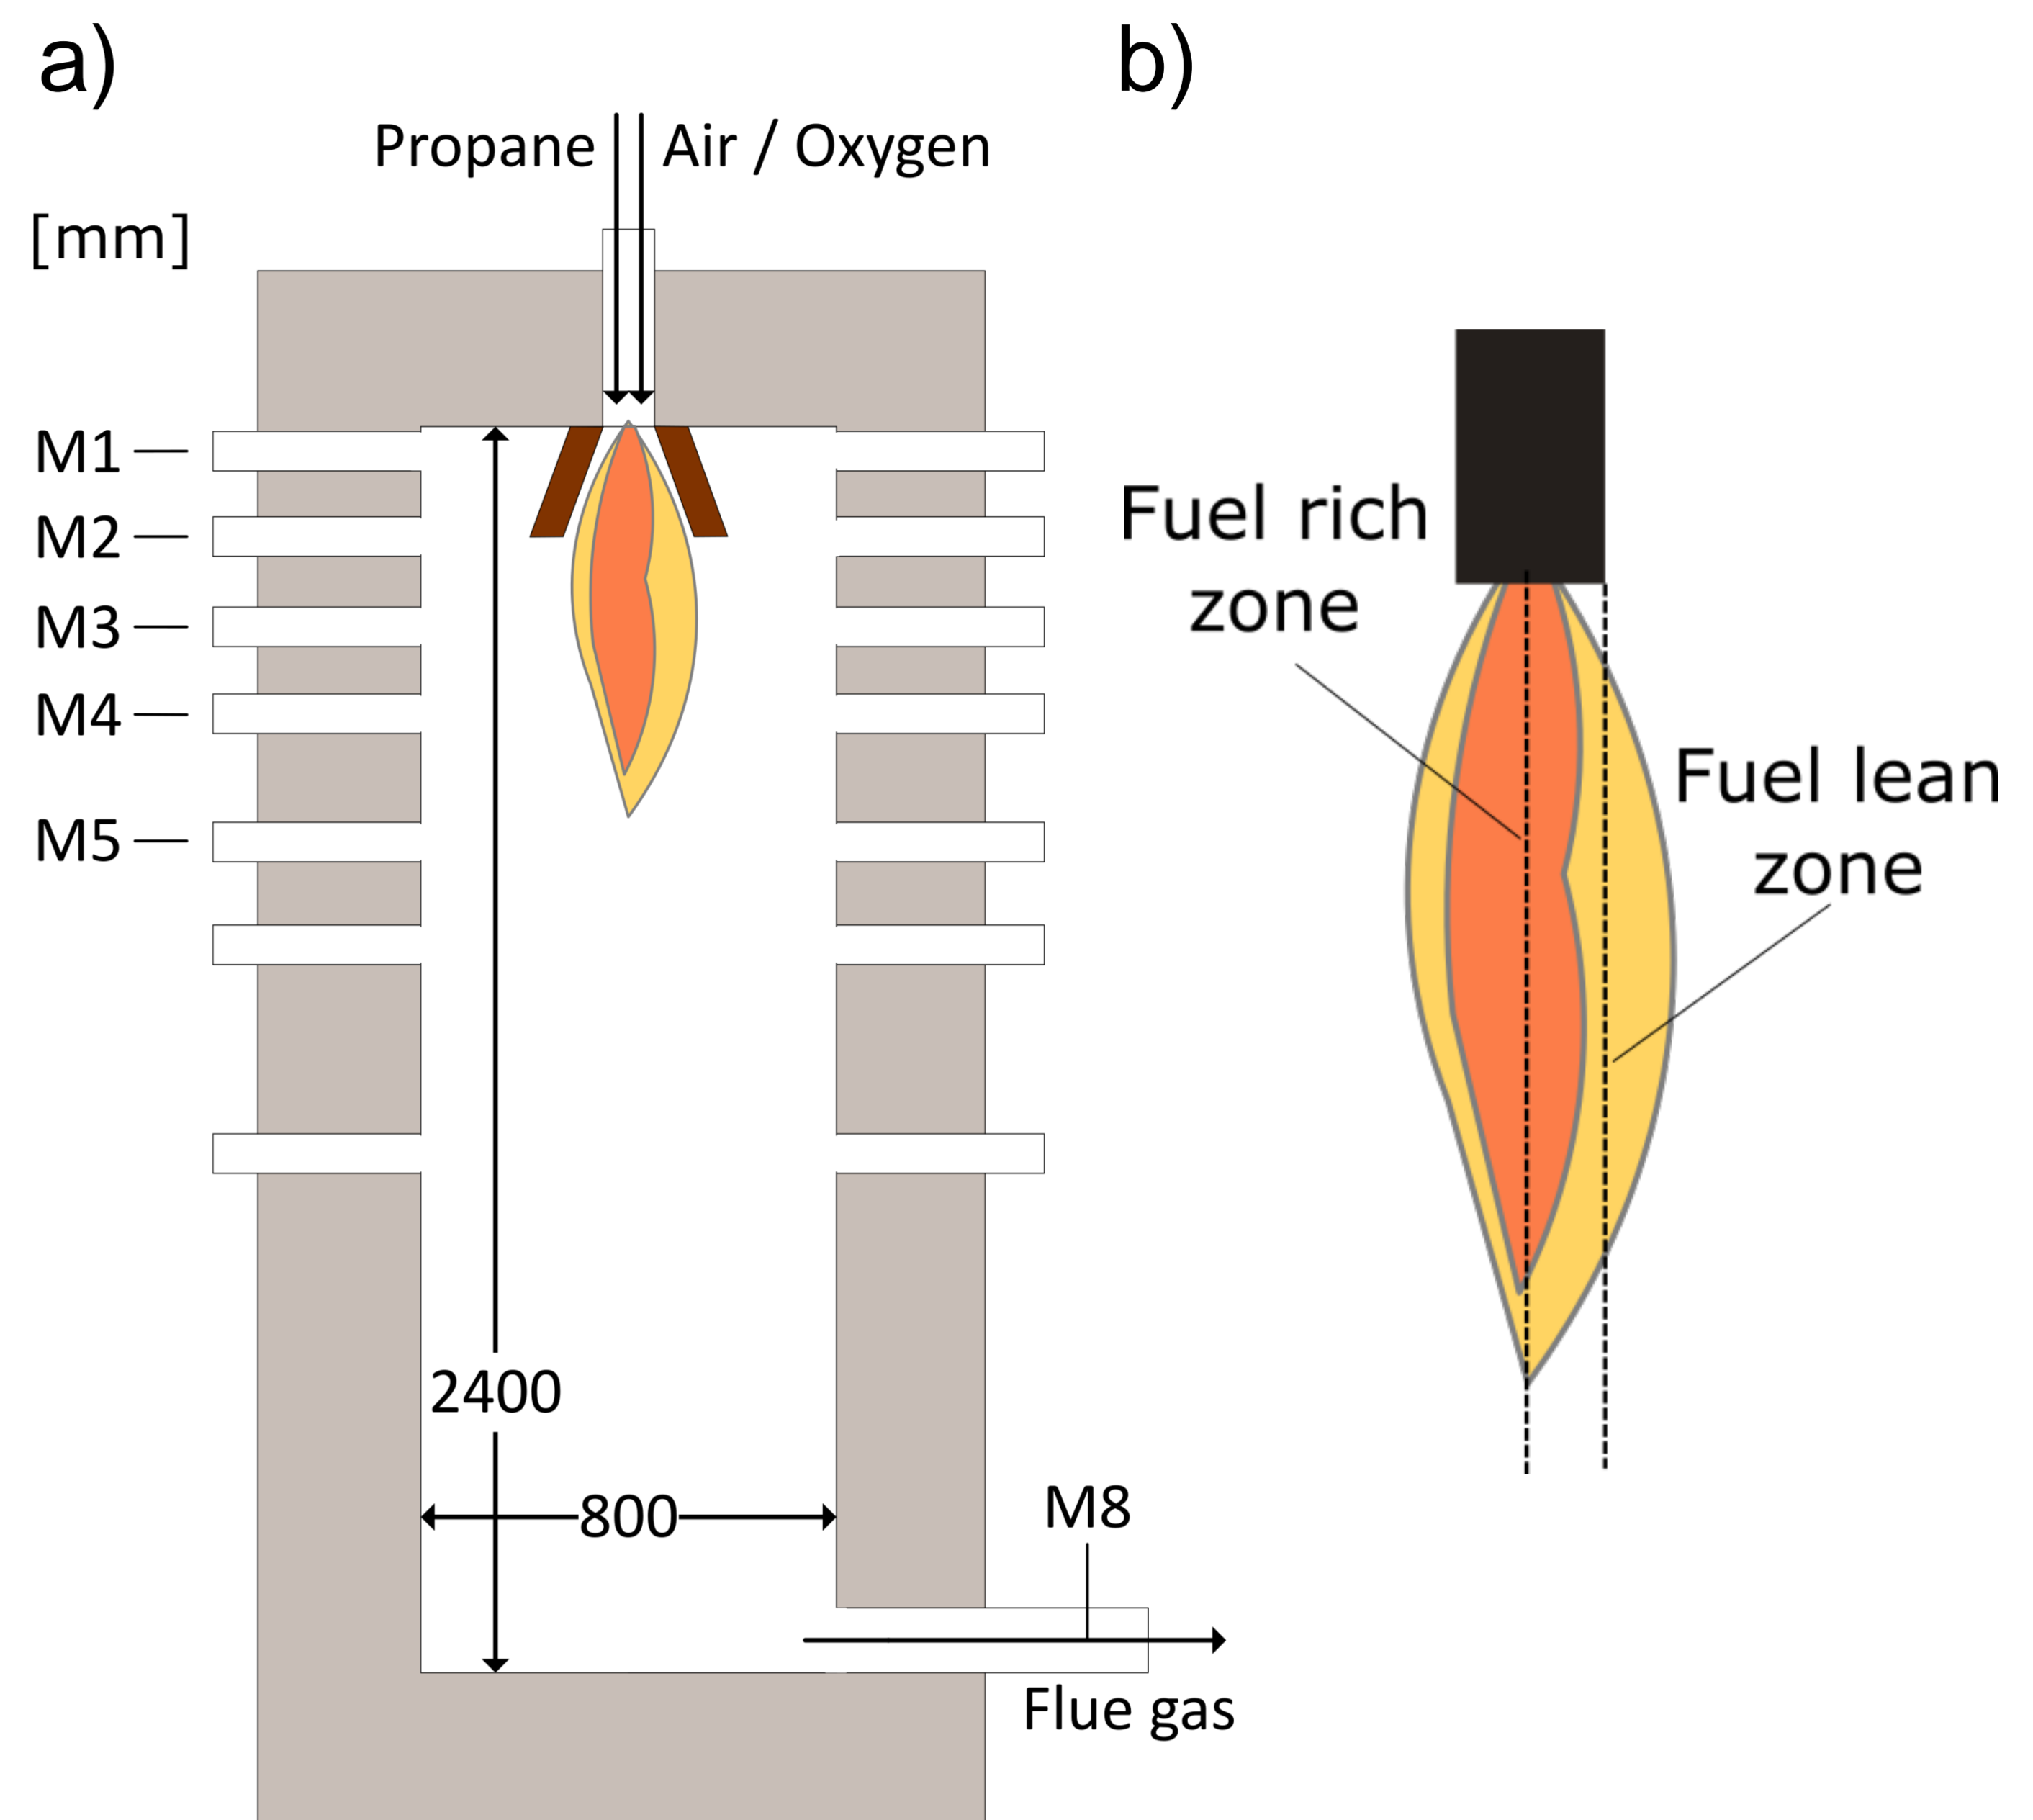 a)
b)
Propane
Air / Oxygen
[mm]
M1
M2
M3
M4
M5
2400
800
M8
Flue gas
Fuel rich
zone
Fuel lean
zone